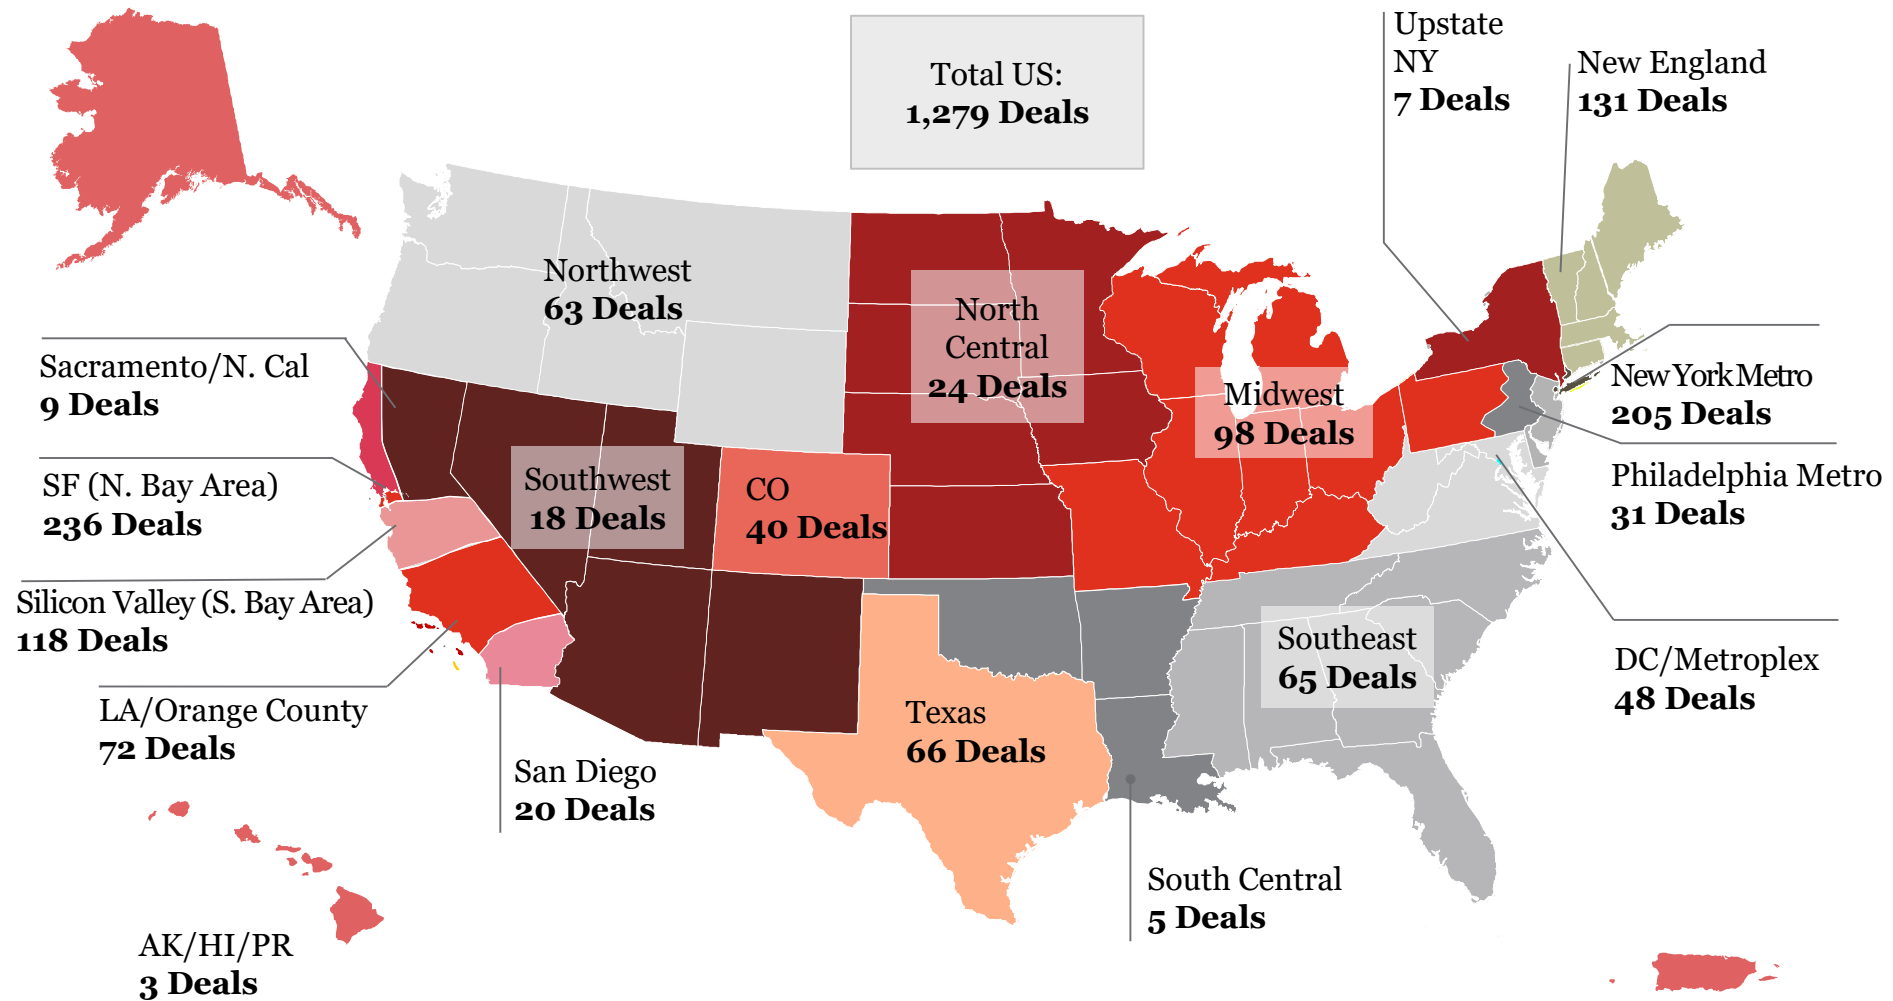 Total US:
1,279 Deals
Upstate
NY
7 Deals
New England
131 Deals
Northwest
63 Deals
North
Central
24 Deals
Sacramento/N. Cal
9 Deals
Midwest
98 Deals
New York Metro
205 Deals
SF (N. Bay Area)
236 Deals
Southwest
18 Deals
CO
40 Deals
Philadelphia Metro
31 Deals
Silicon Valley (S. Bay Area)
118 Deals
Southeast
65 Deals
DC/Metroplex
48 Deals
LA/Orange County
72 Deals
Texas
66 Deals
San Diego
20 Deals
South Central
5 Deals
AK/HI/PR
3 Deals